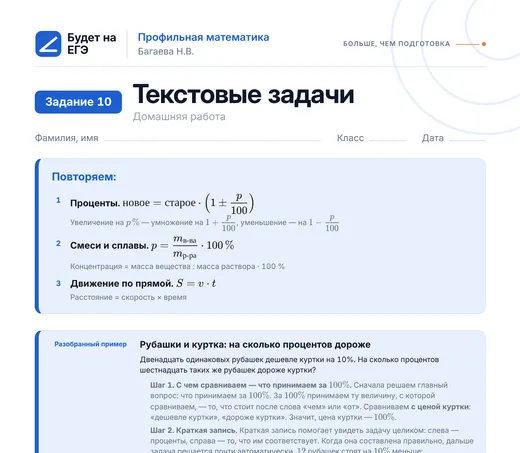 Будет на
ЕГЭ
Профильная математика
Багаева Н.В.
БОЛЬШЕ, ЧЕМ ПОДГОТОВКА
Задание 10
Текстовые задачи
Домашняя работа
Фамилия, имя
Класс
Дата
Повторяем:
1 Проценты. новое = старое · (1 ± p/100)
Увеличение на p % — умножение на 1 + p/100, уменьшение — на 1 − p/100
2 Смеси и сплавы. p = mв-ва/mр-ра · 100 %
Концентрация = масса вещества : масса раствора · 100 %
3 Движение по прямой. S = v · t
Расстояние = скорость × время
Разобранный пример
Рубашки и куртка: на сколько процентов дороже
Двенадцать одинаковых рубашек дешевле куртки на 10%. На сколько процентов
шестнадцать таких же рубашек дороже куртки?
Шаг 1. С чем сравниваем — что принимаем за 100%. Сначала решаем главный
вопрос: что принимаем за 100%. За 100% принимаем ту величину, с которой
сравниваем, — то, что стоит после слова «чем» или «от». Сравниваем с ценой куртки:
«дешевле куртки», «дороже куртки». Значит, цена куртки — 100%.
Шаг 2. Краткая запись. Краткая запись помогает увидеть задачу целиком: слева —
проценты, справа — то, что им соответствует. Когда она составлена правильно, дальше
задача решается почти автоматически. 12 рубашек стоят на 10% меньше: